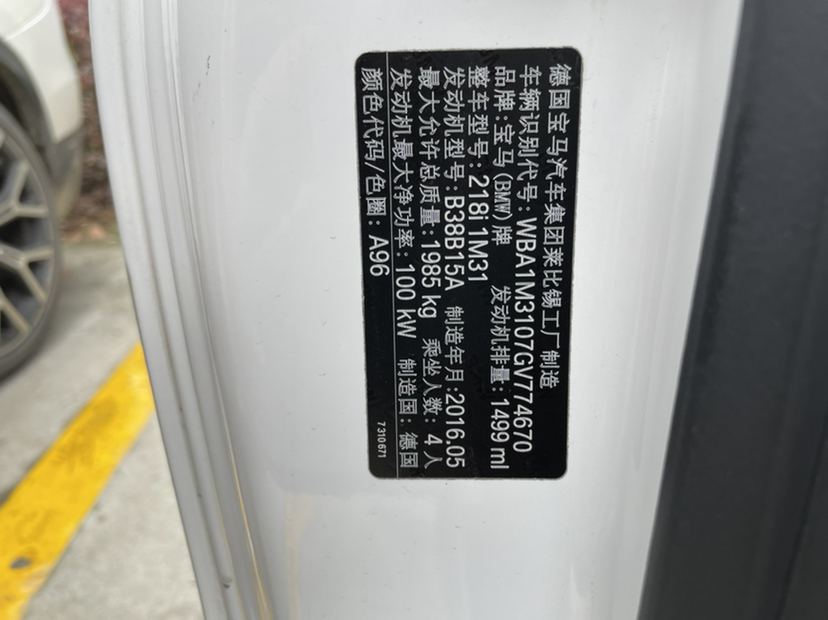 德国宝马汽车集团莱比锡工厂制造
车辆识别代号: WBA1M3107GV774670
品牌:宝马(BMW)牌 发动机排量:1499 ml
整车型号:218i 1M31
发动机型号:B38B15A 制造年月:2016.05
最大允许总质量:1985 kg 乘坐人数: 4 人
发动机最大净功率:100 kW 制造国: 德国
颜色代码/色圈: A96
7 310 671